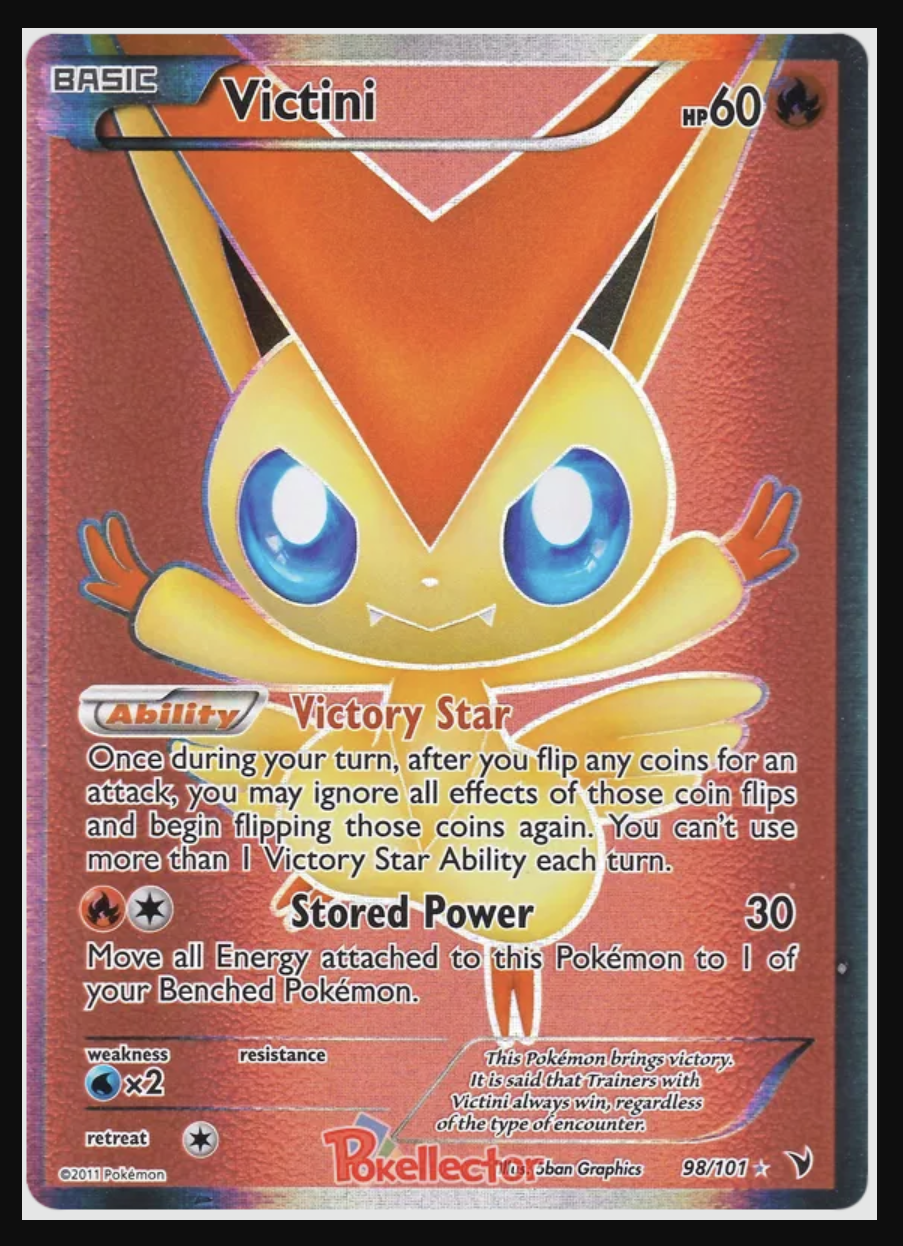 BASIC
Victini
HP60
Ability Victory Star
Once during your turn, after you flip any coins for an
attack, you may ignore all effects of those coin flips
and begin flipping those coins again. You can't use
more than 1 Victory Star Ability each turn.
Stored Power 30
Move all Energy attached to this Pokémon to 1 of
your Benched Pokémon.
weakness resistance
×2
This Pokémon brings victory.
It is said that Trainers with
Victini always win, regardless
of the type of encounter.
retreat
©2011 Pokémon
Pokellector
5ban Graphics
98/101